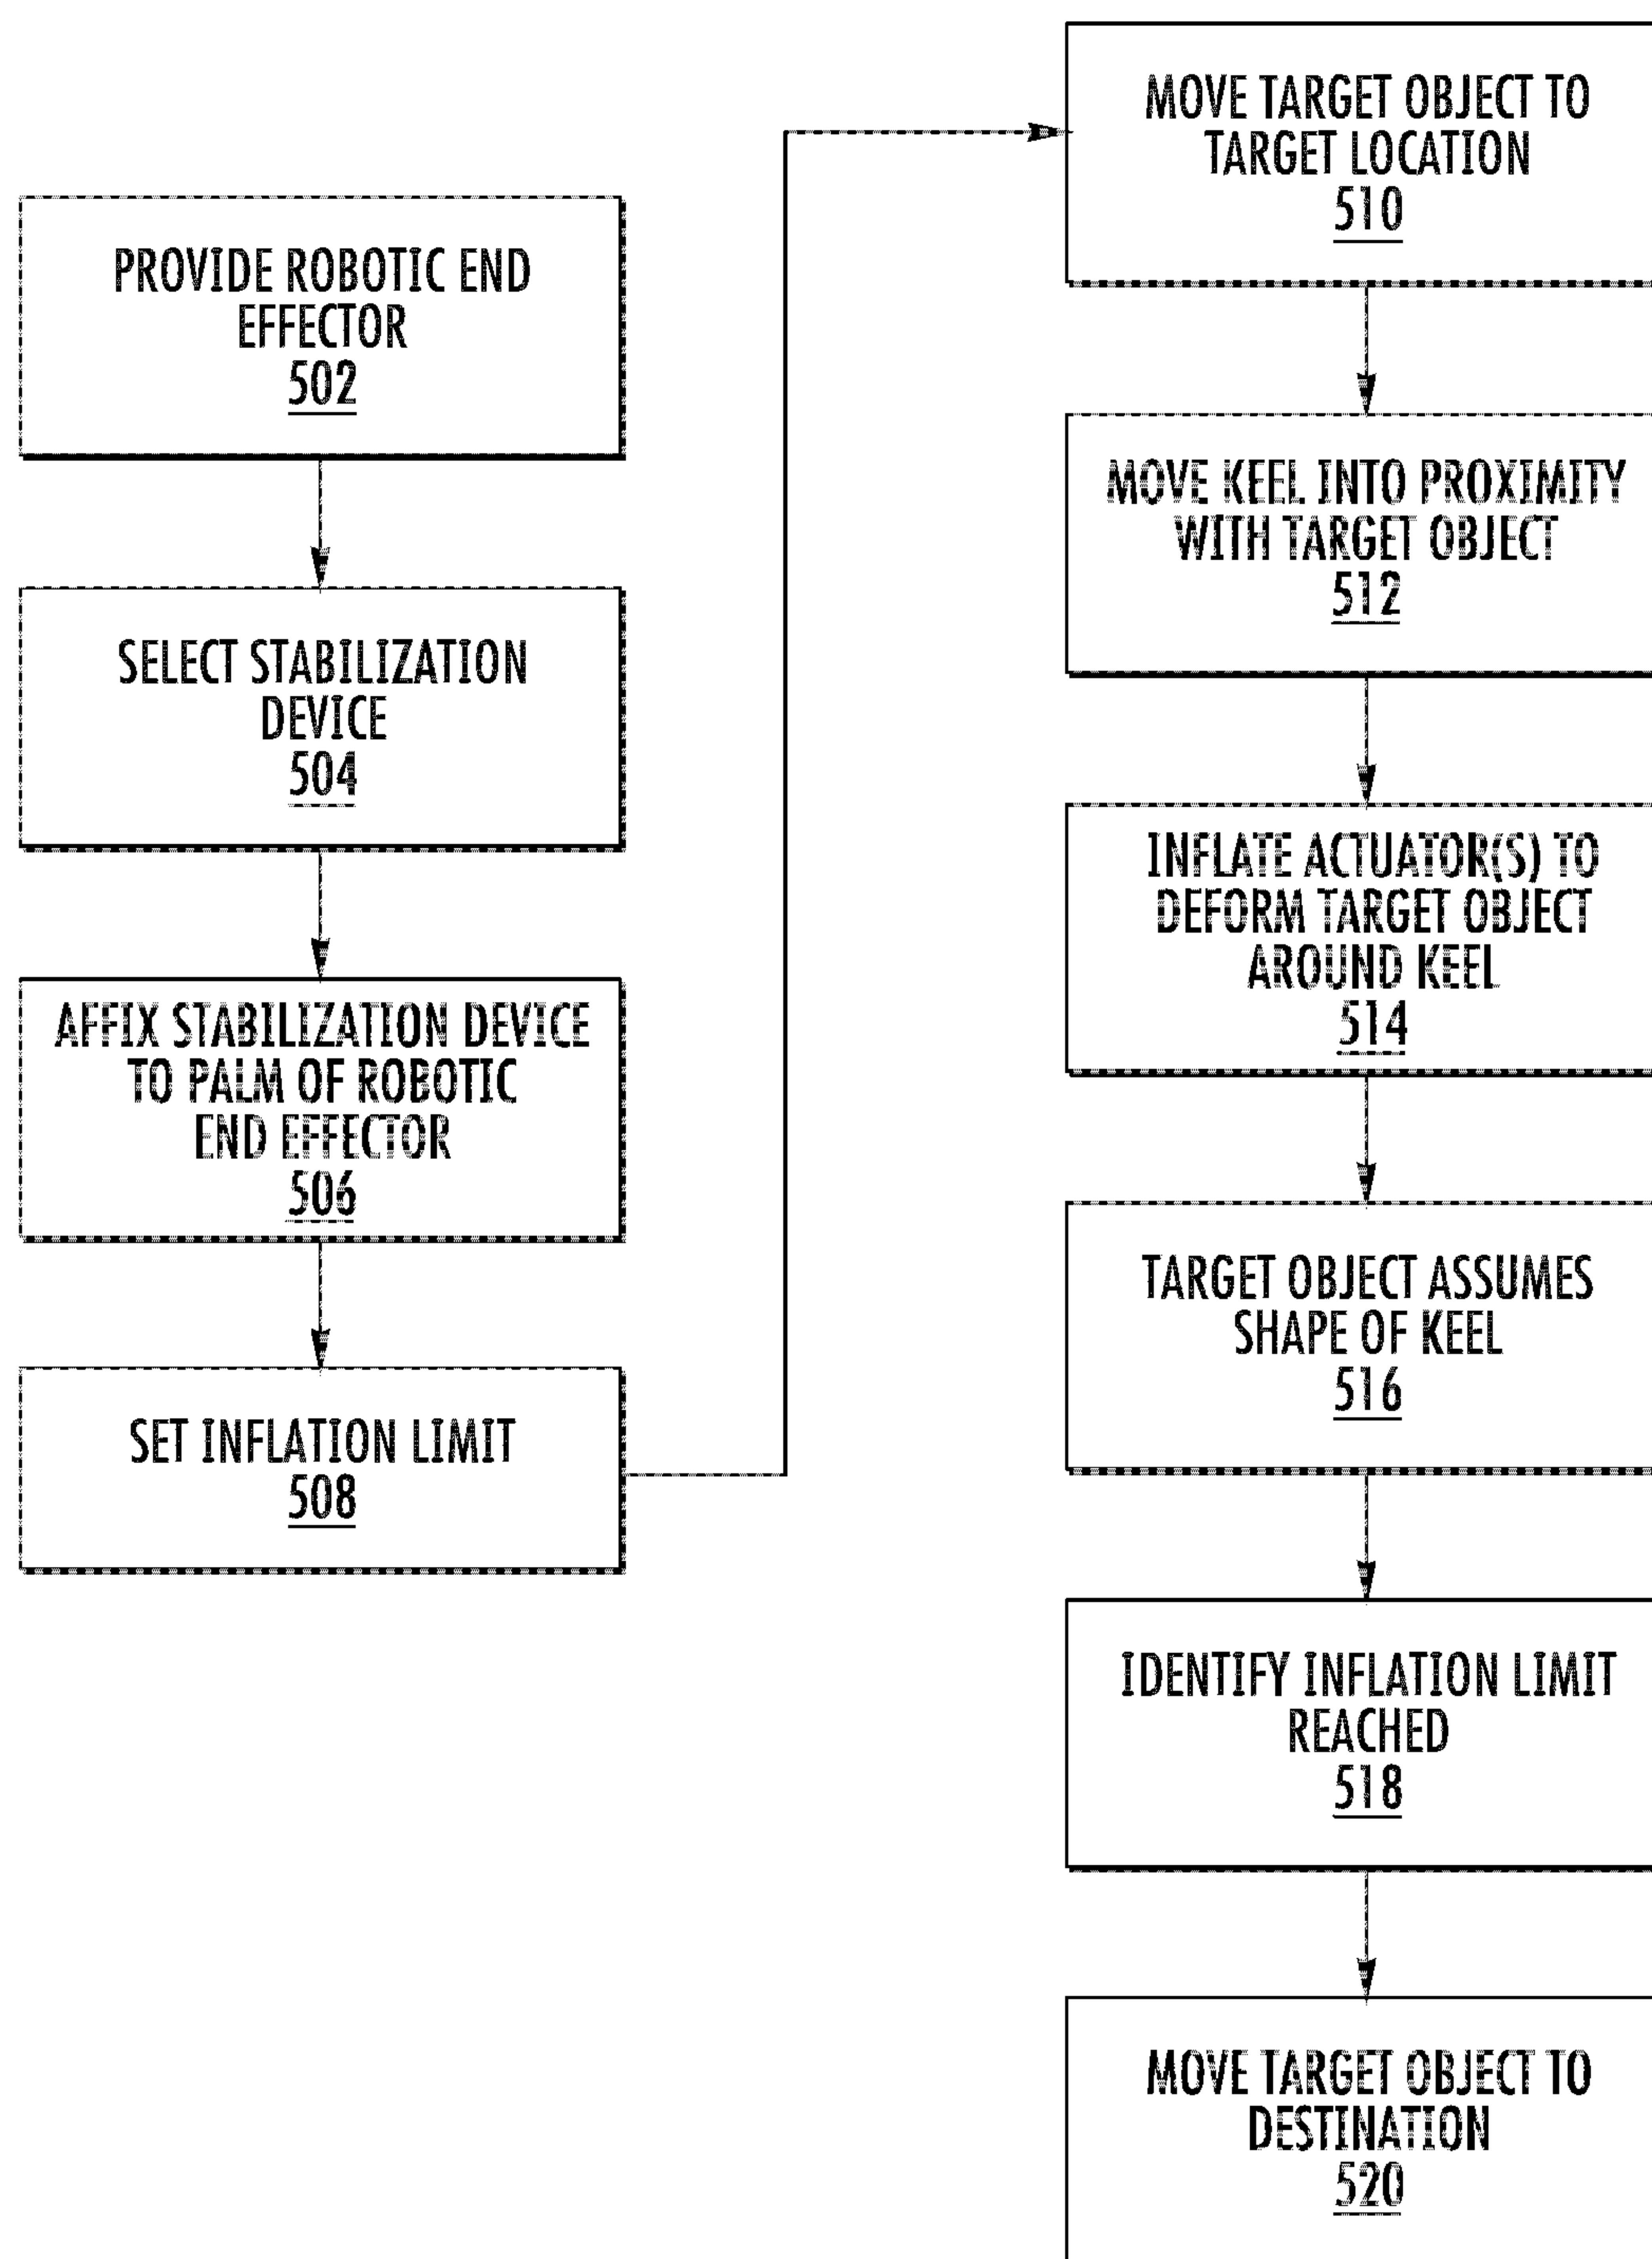 PROVIDE ROBOTIC END
EFFECTOR
502
SELECT STABILIZATION
DEVICE
504
AFFIX STABILIZATION DEVICE
TO PALM OF ROBOTIC
END EFFECTOR
506
SET INFLATION LIMIT
508
MOVE TARGET OBJECT TO
TARGET LOCATION
510
MOVE KEEL INTO PROXIMITY
WITH TARGET OBJECT
512
INFLATE ACTUATOR(S) TO
DEFORM TARGET OBJECT
AROUND KEEL
514
TARGET OBJECT ASSUMES
SHAPE OF KEEL
516
IDENTIFY INFLATION LIMIT
REACHED
518
MOVE TARGET OBJECT TO
DESTINATION
520